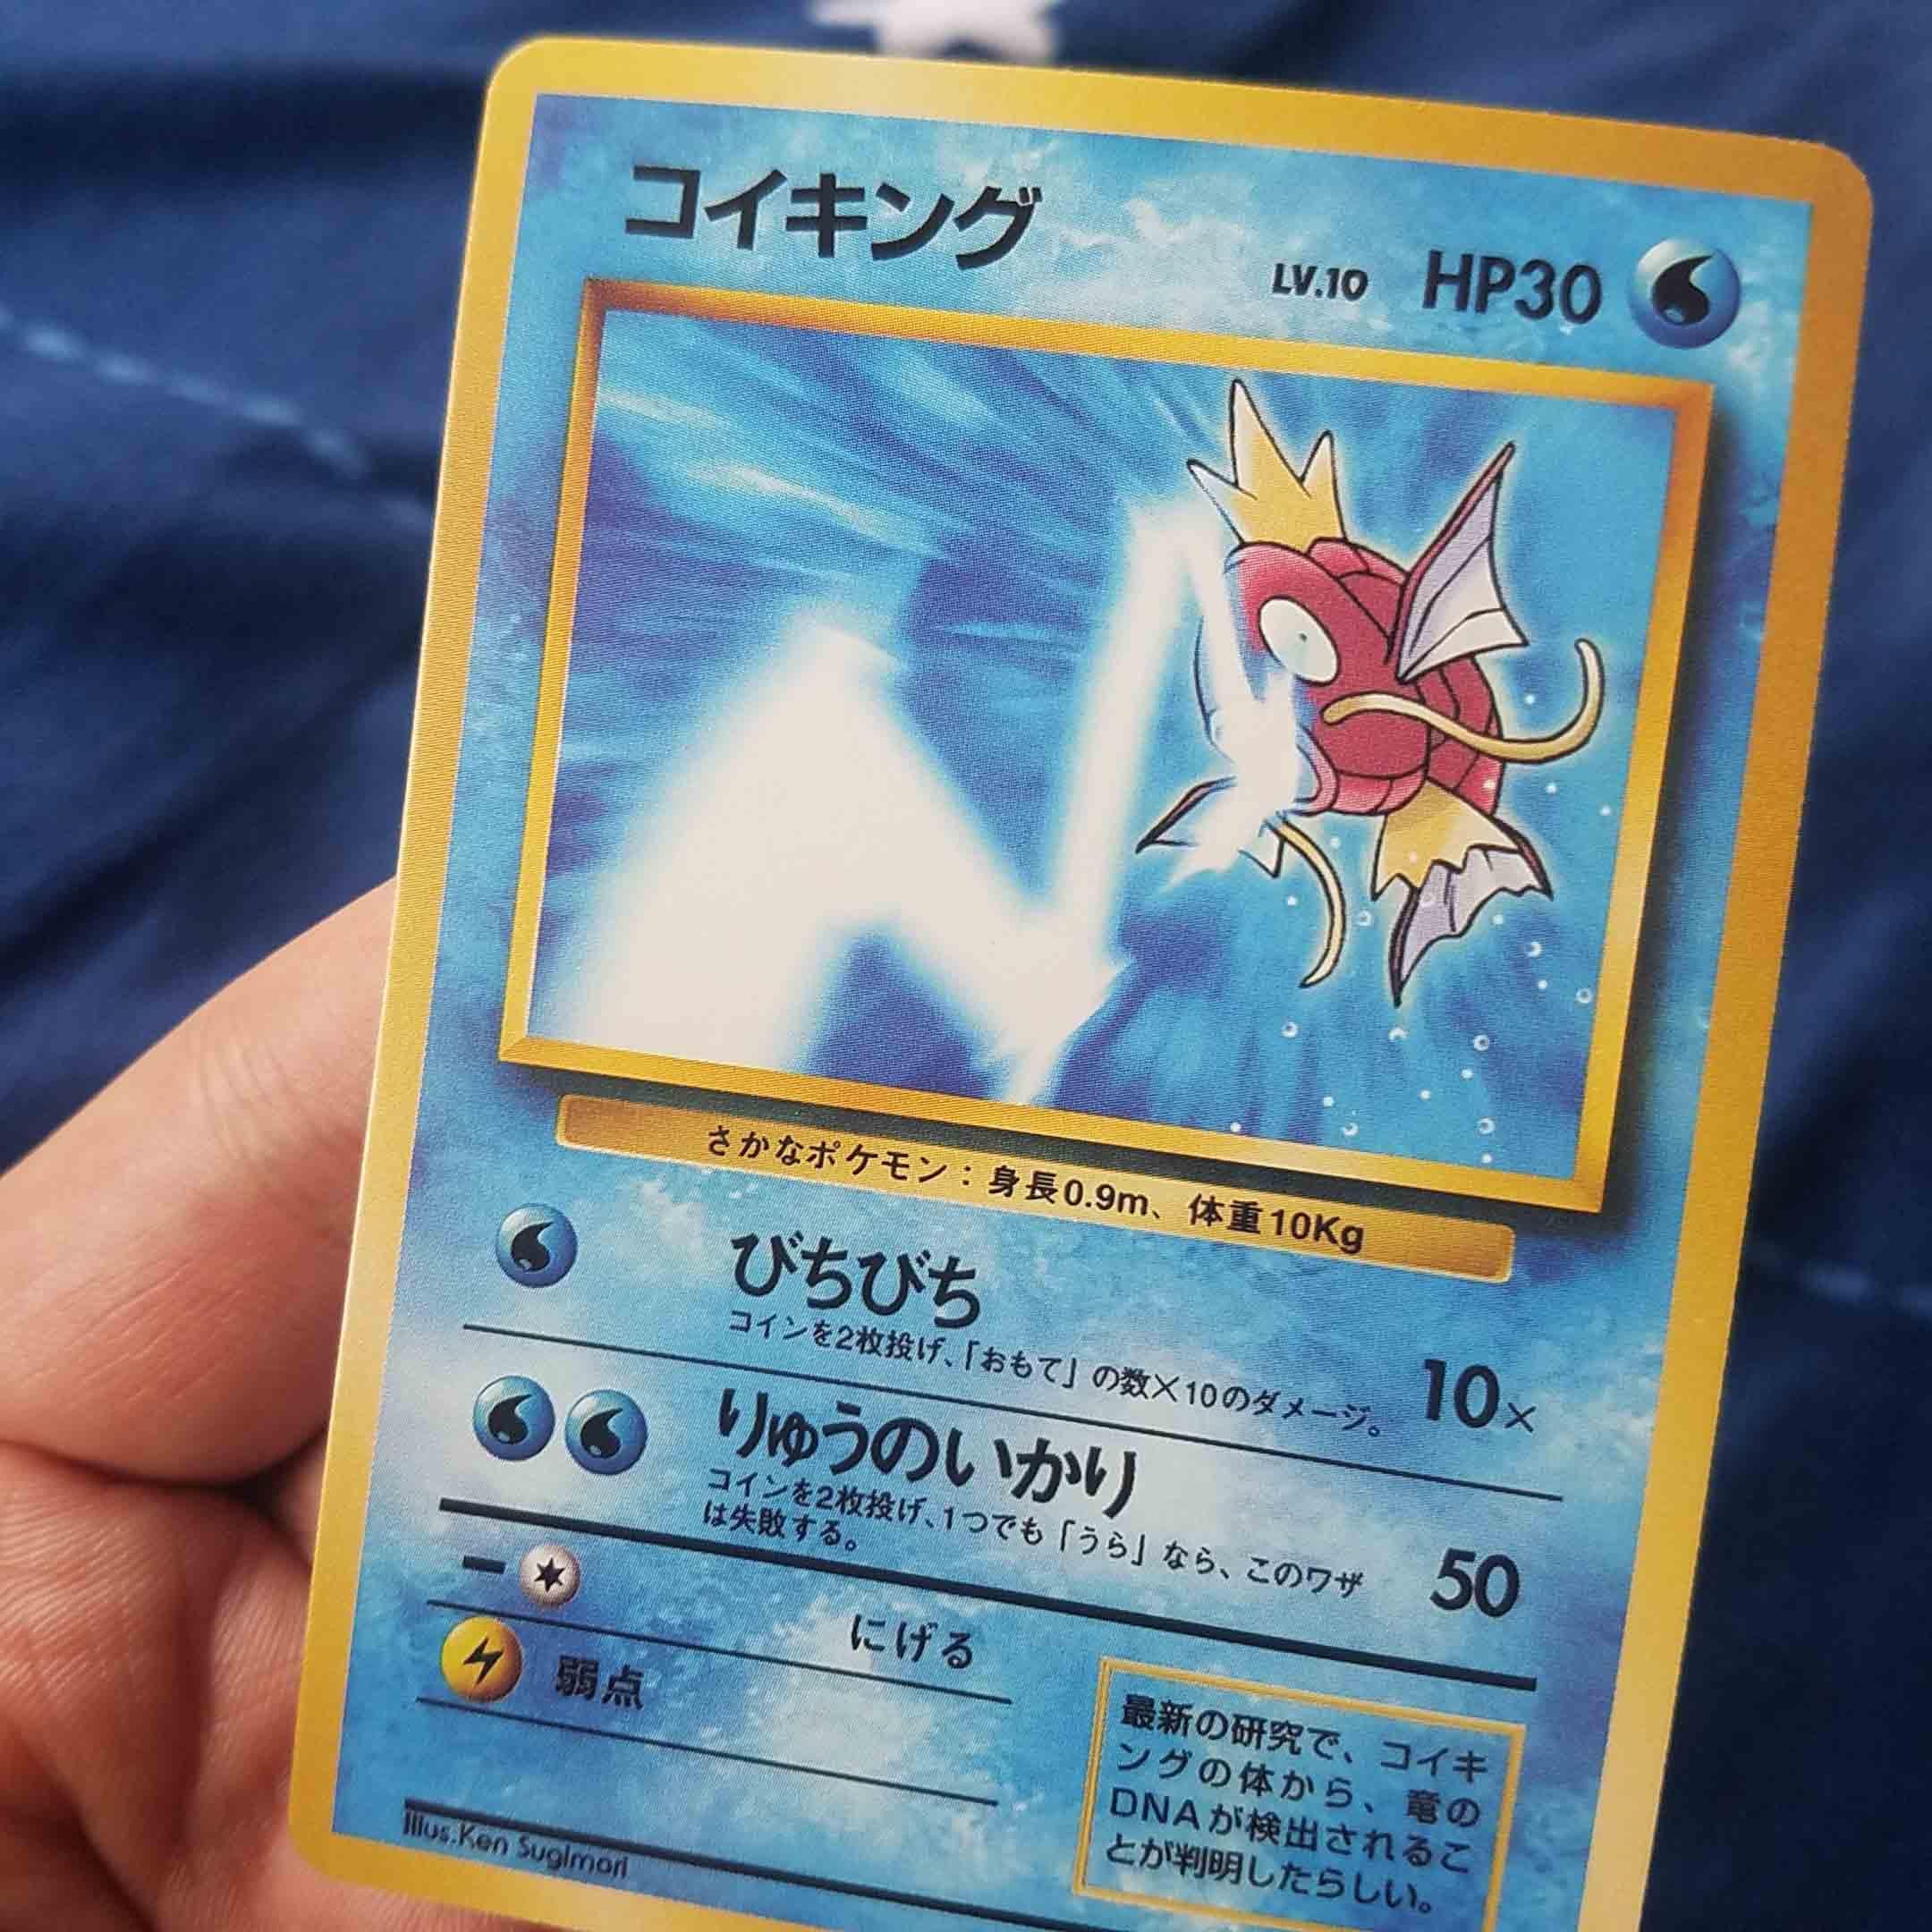 コイキング
LV.10 HP30
さかなポケモン：身長0.9m、体重10Kg
びちびち
コインを2枚投げ、「おもて」の数×10のダメージ。
10×
りゅうのいかり
コインを2枚投げ、1つでも「うら」なら、このワザ
は失敗する。
50
にげる
弱点
最新の研究で、コイキ
ングの体から、竜の
DNAが検出されるこ
とが判明したらしい。
Illus.Ken Sugimori